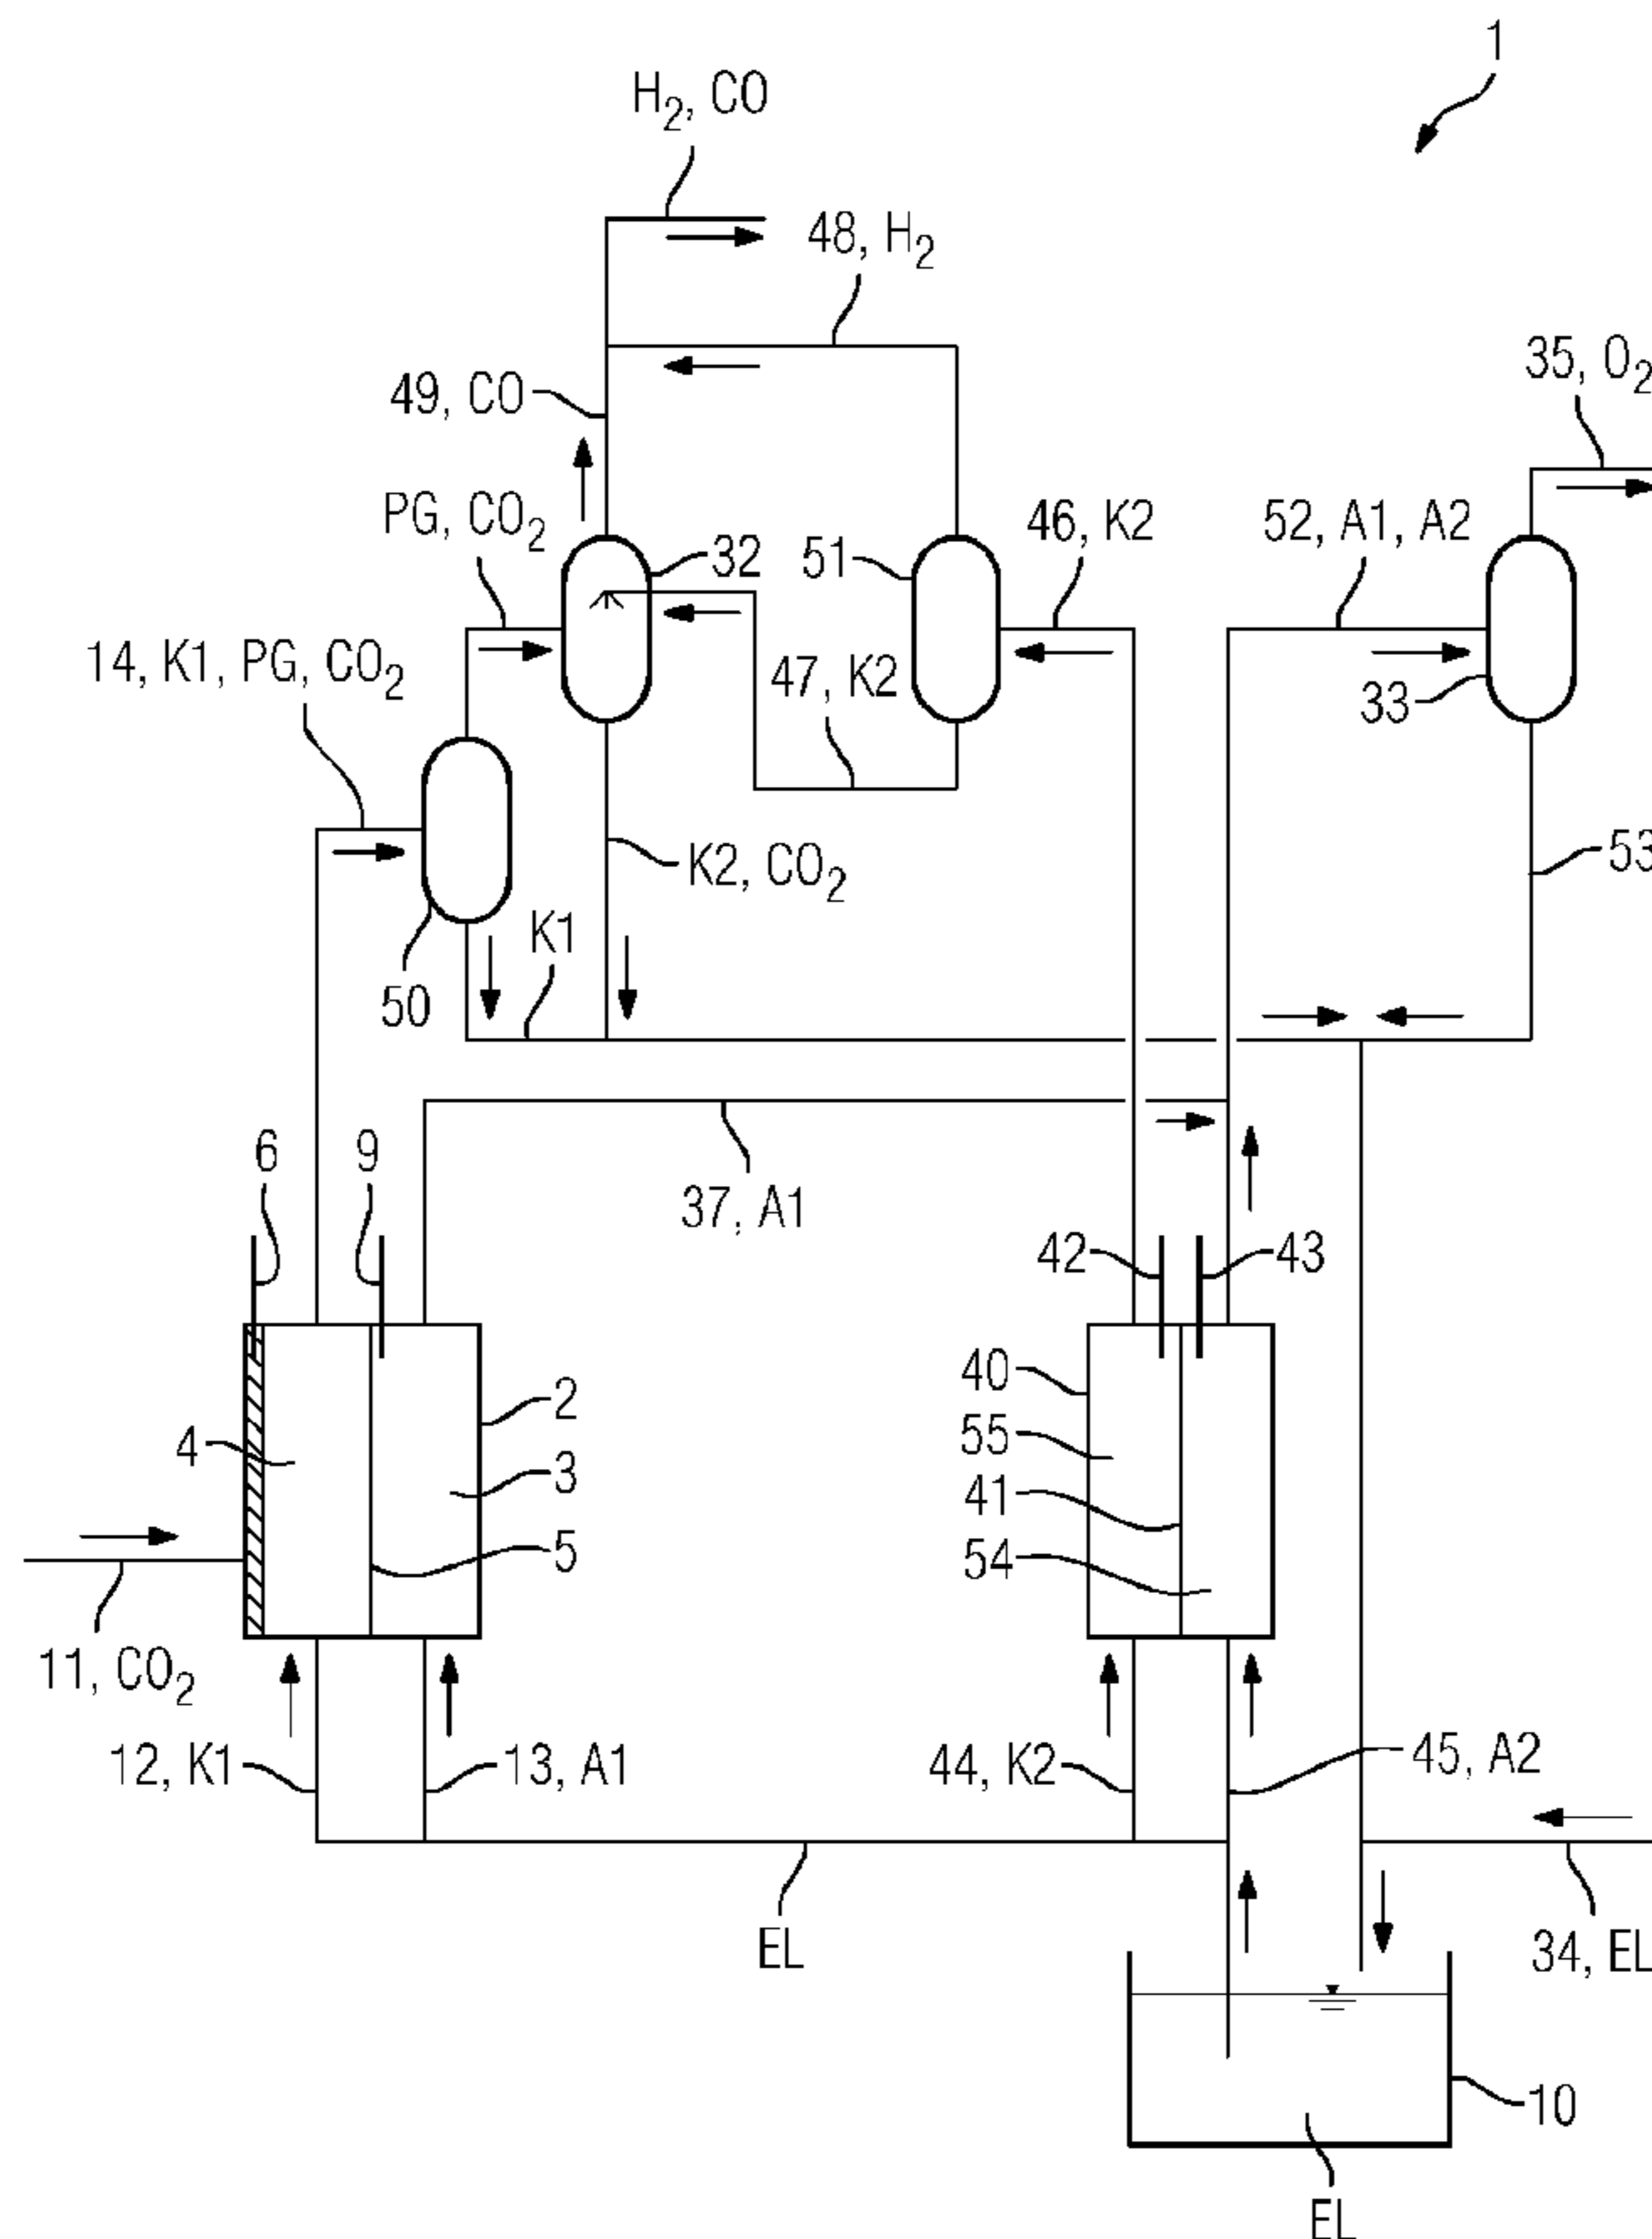 1
H2, CO
48, H2
35, O2
49, CO
PG, CO2
32
51
46, K2
52, A1, A2
14, K1, PG, CO2
47, K2
33
K2, CO2
53
K1
50
6
9
37, A1
42
43
2
40
4
55
3
41
5
54
11, CO2
12, K1
13, A1
44, K2
45, A2
EL
34, EL
10
EL